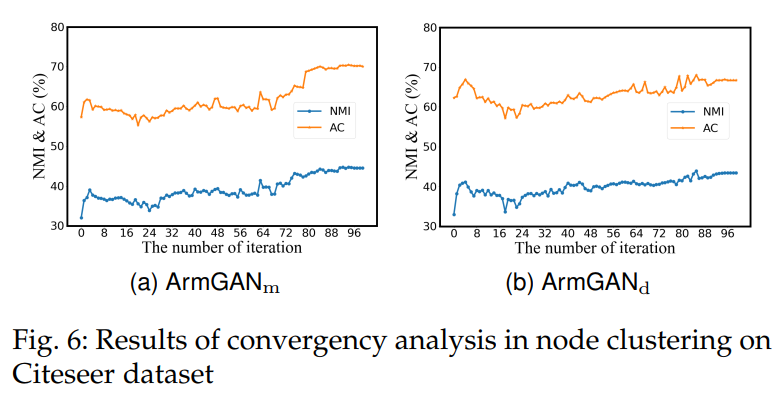 80
70
60
50
40
30
NMI & AC (%)
NMI
AC
0 8 16 24 32 40 48 56 64 72 80 88 96
The number of iteration
(a) ArmGANm
80
70
60
50
40
30
NMI & AC (%)
NMI
AC
0 8 16 24 32 40 48 56 64 72 80 88 96
The number of iteration
(b) ArmGANd
Fig. 6: Results of convergency analysis in node clustering on
Citeseer dataset